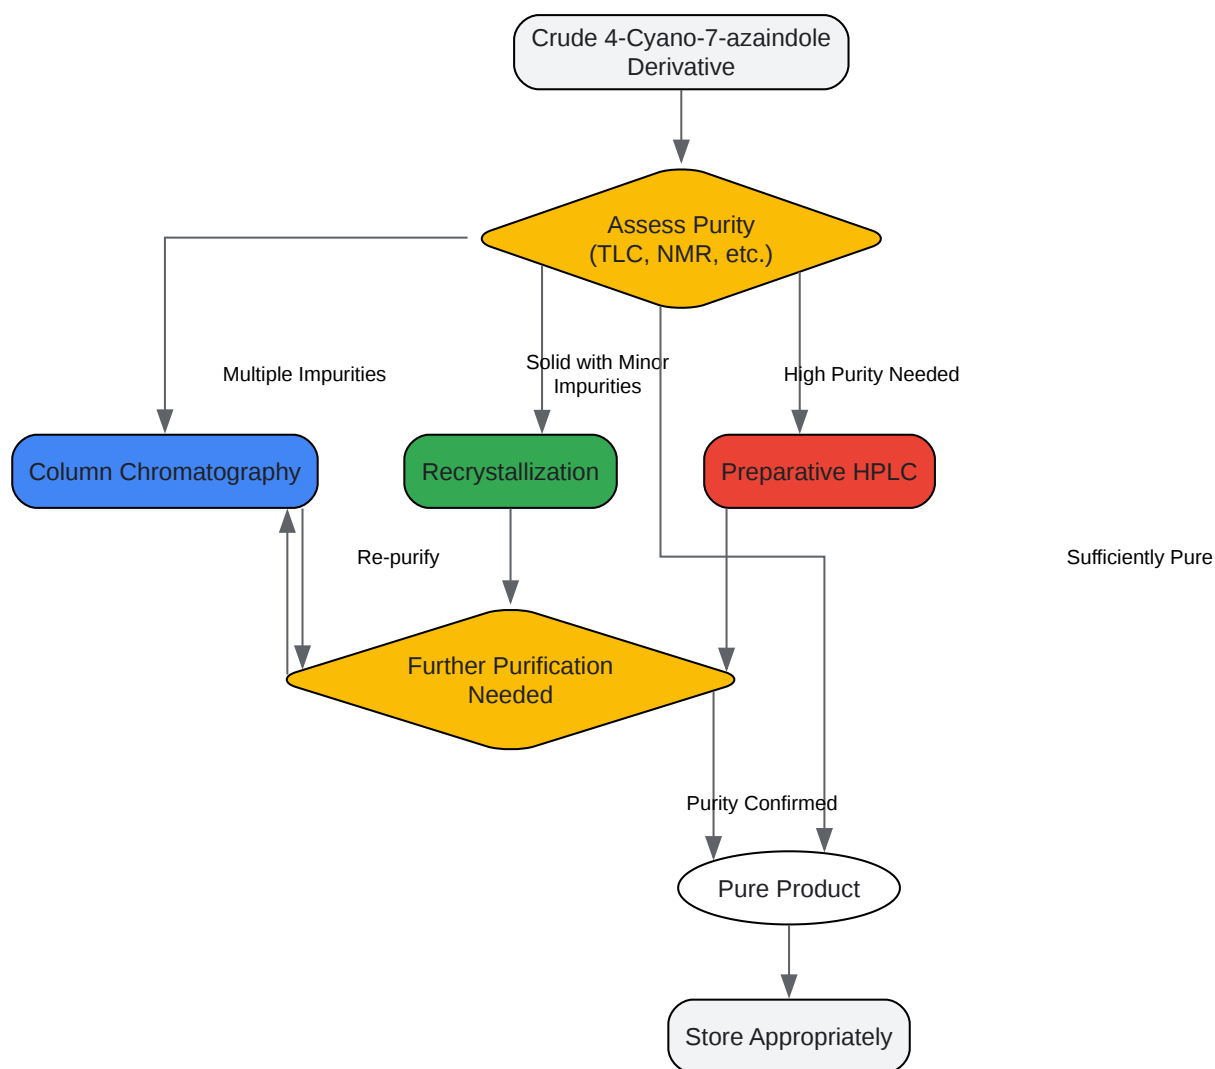 Crude 4-Cyano-7-azaindole
Derivative
Assess Purity
(TLC, NMR, etc.)
Multiple Impurities
Solid with Minor
Impurities
High Purity Needed
Column Chromatography
Recrystallization
Preparative HPLC
Re-purify
Sufficiently Pure
Further Purification
Needed
Purity Confirmed
Pure Product
Store Appropriately